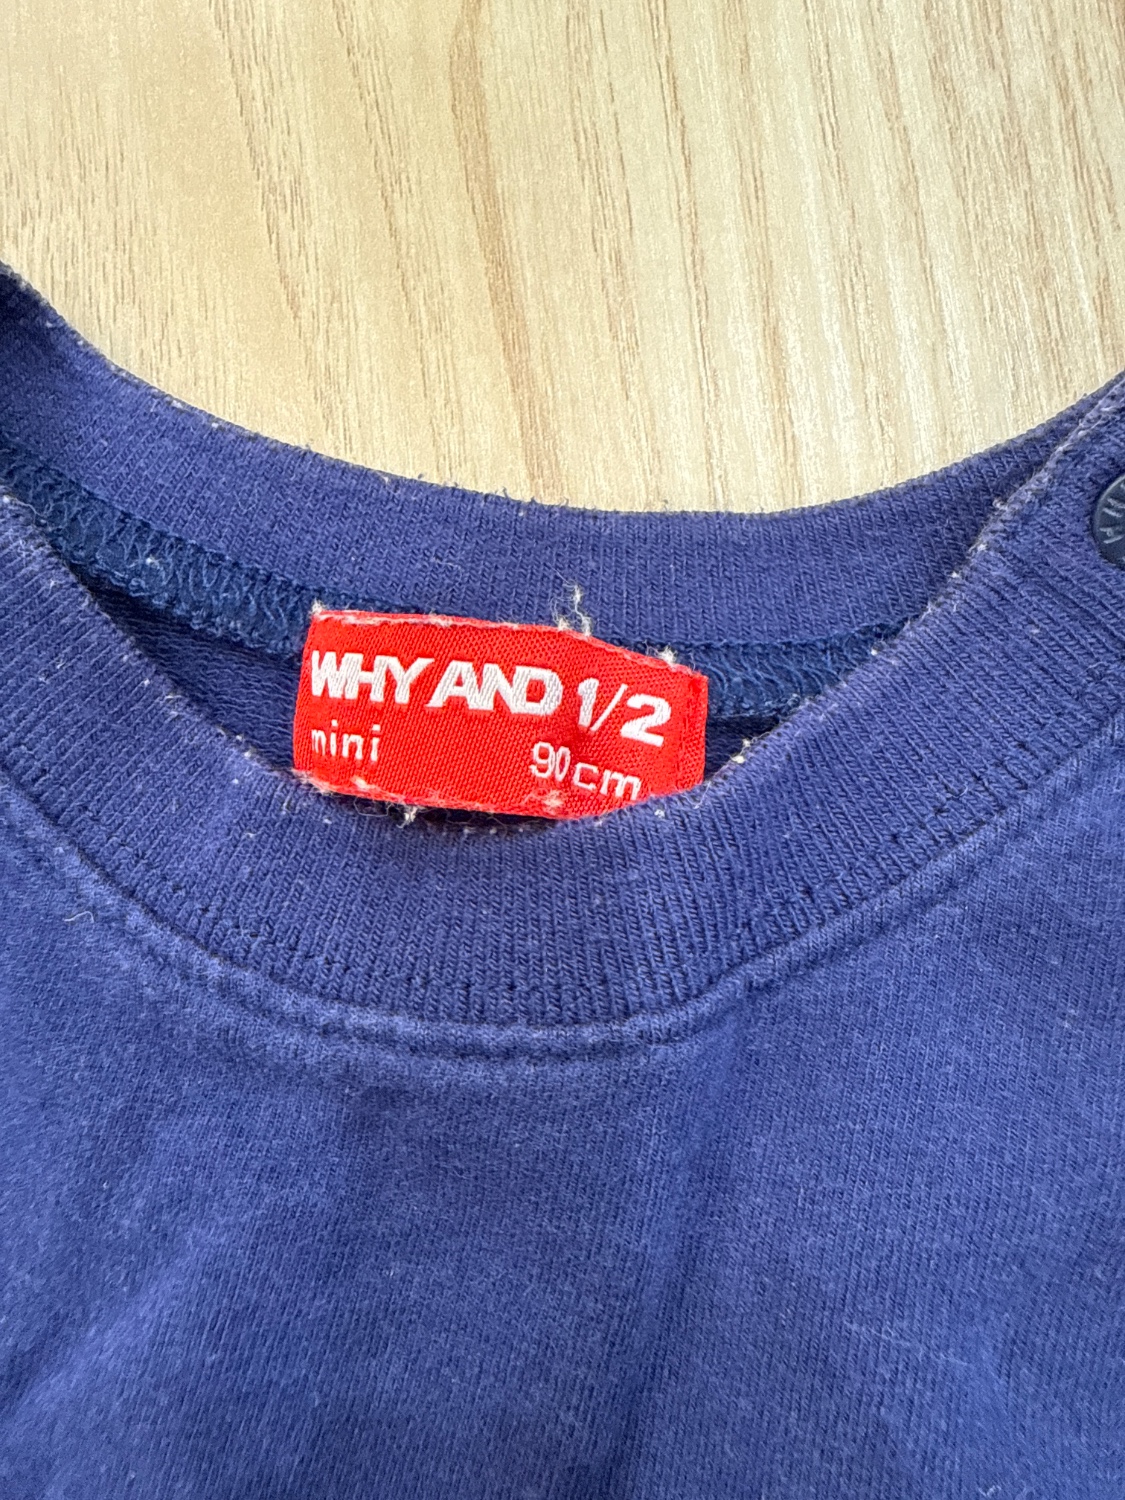 WHY AND 1/2
mini 90cm